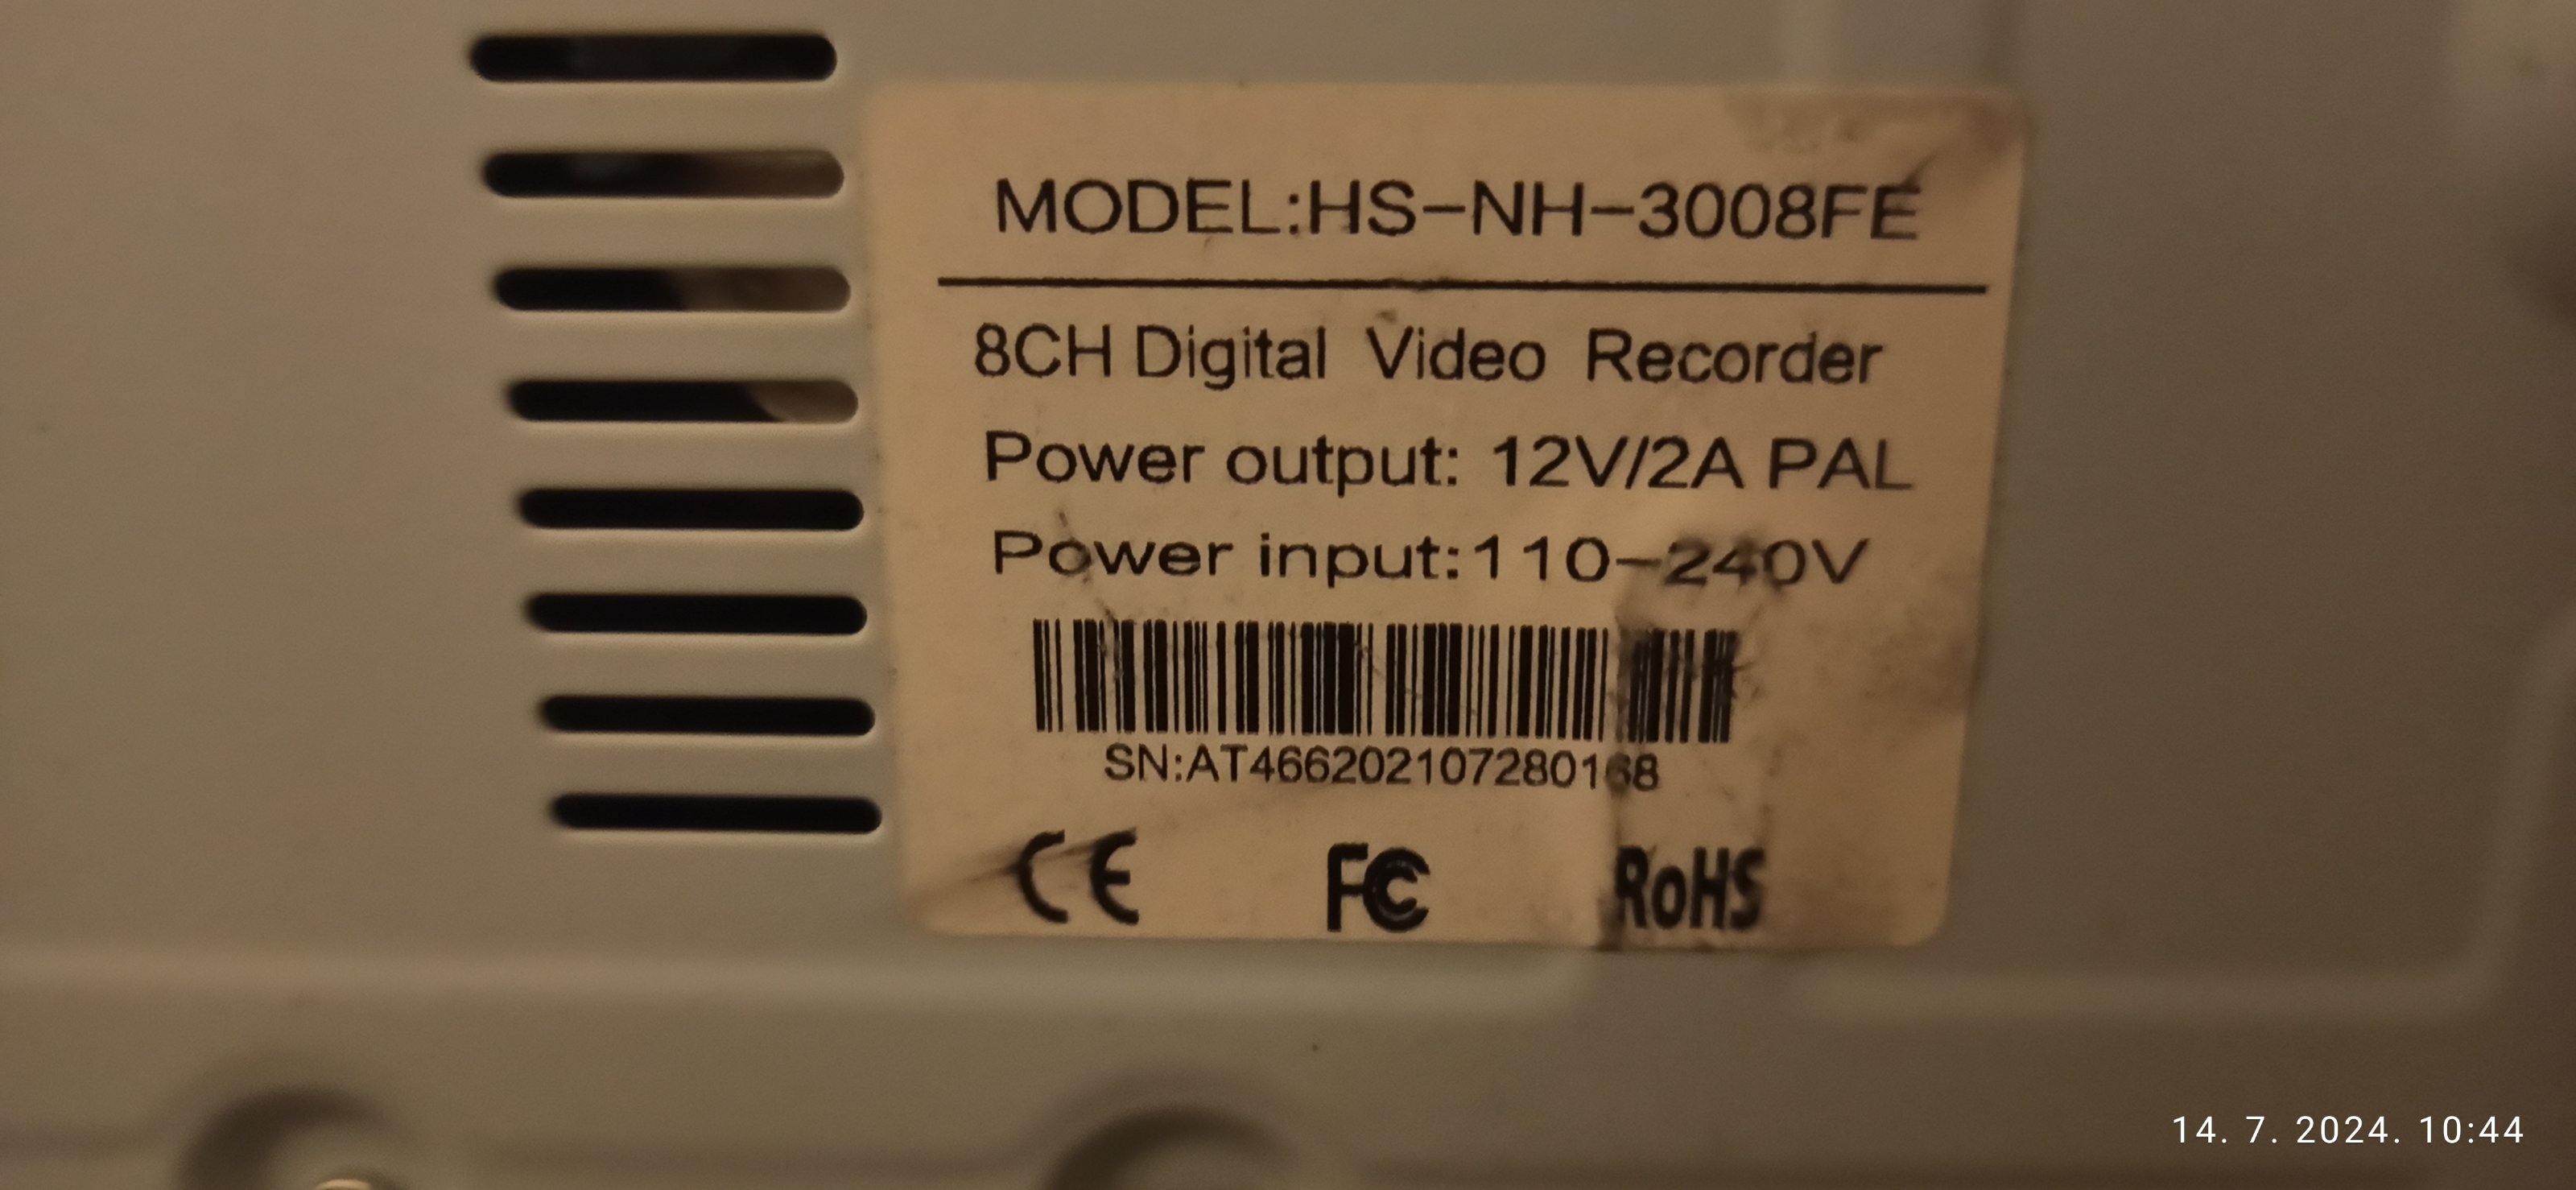 MODEL:HS-NH-3008FE
8CH Digital Video Recorder
Power output: 12V/2A PAL
Power input:110-240V
SN:AT466202107280168
CE FC RoHS
14. 7. 2024. 10:44